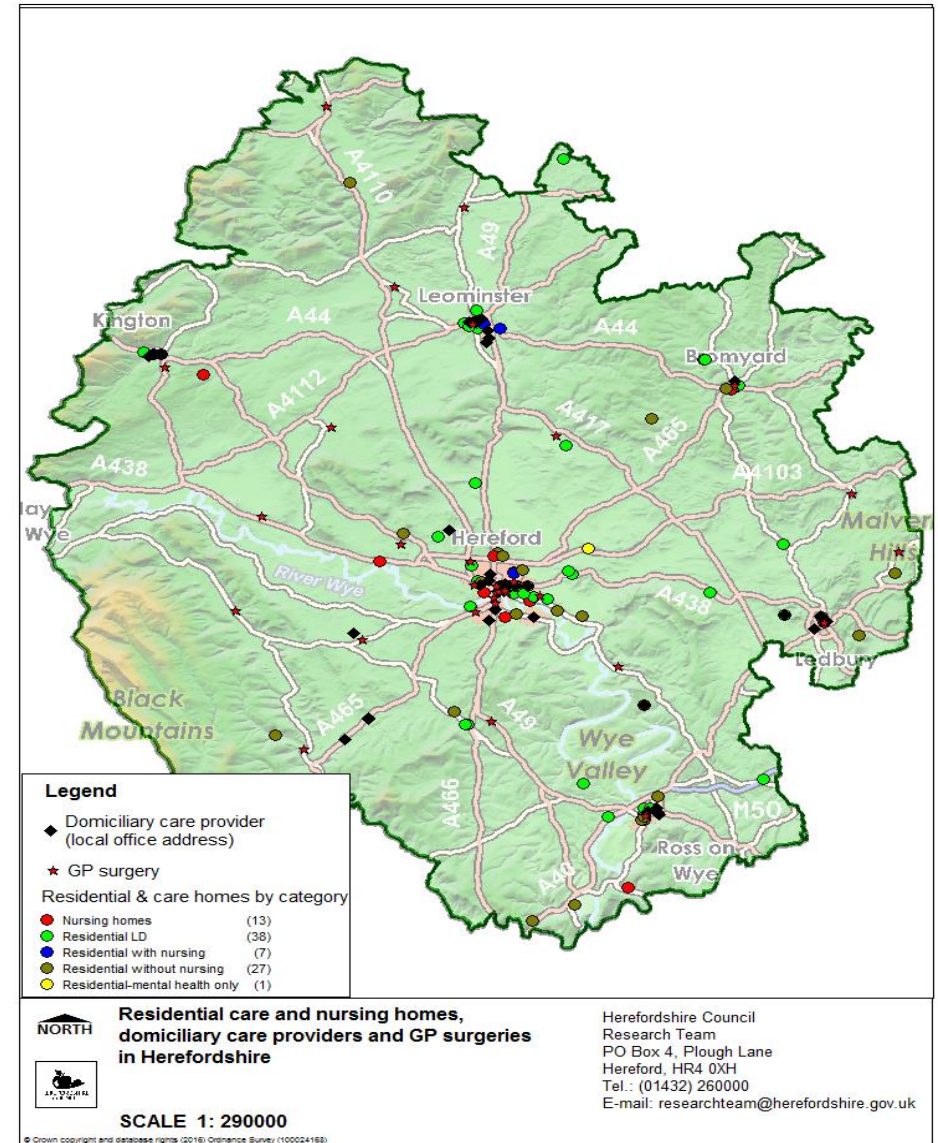 A4110
A49
Leominster
Kington
A44
A44
Bromyard
A4112
A417
A465
A438
A4103
Hay
Wye
Malvern
Hills
Hereford
River Wye
A438
Ledbury
Black
Mountains
A465
A49
Wye
Valley
A466
M50
Ross on
Wye
A40
Legend
Domiciliary care provider
(local office address)
GP surgery
Residential & care homes by category
Nursing homes (13)
Residential LD (38)
Residential with nursing (7)
Residential without nursing (27)
Residential-mental health only (1)
NORTH
Residential care and nursing homes,
domiciliary care providers and GP surgeries
in Herefordshire
SCALE 1: 290000
Herefordshire Council
Research Team
PO Box 4, Plough Lane
Hereford, HR4 0XH
Tel.: (01432) 260000
E-mail: researchteam@herefordshire.gov.uk
© Crown copyright and database rights (2016) Ordnance Survey (100024168)